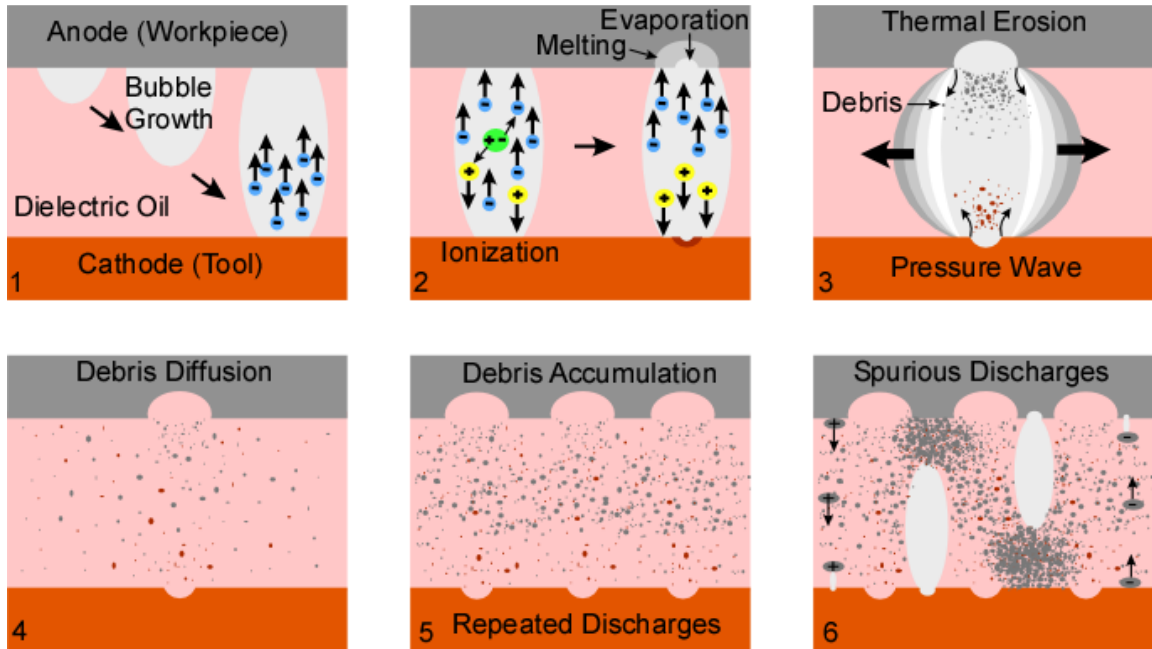 Anode (Workpiece)
Bubble
Growth
Dielectric Oil
Cathode (Tool)
1
Evaporation
Melting
Ionization
2
Thermal Erosion
Debris
Pressure Wave
3
Debris Diffusion
4
Debris Accumulation
Repeated Discharges
5
Spurious Discharges
6